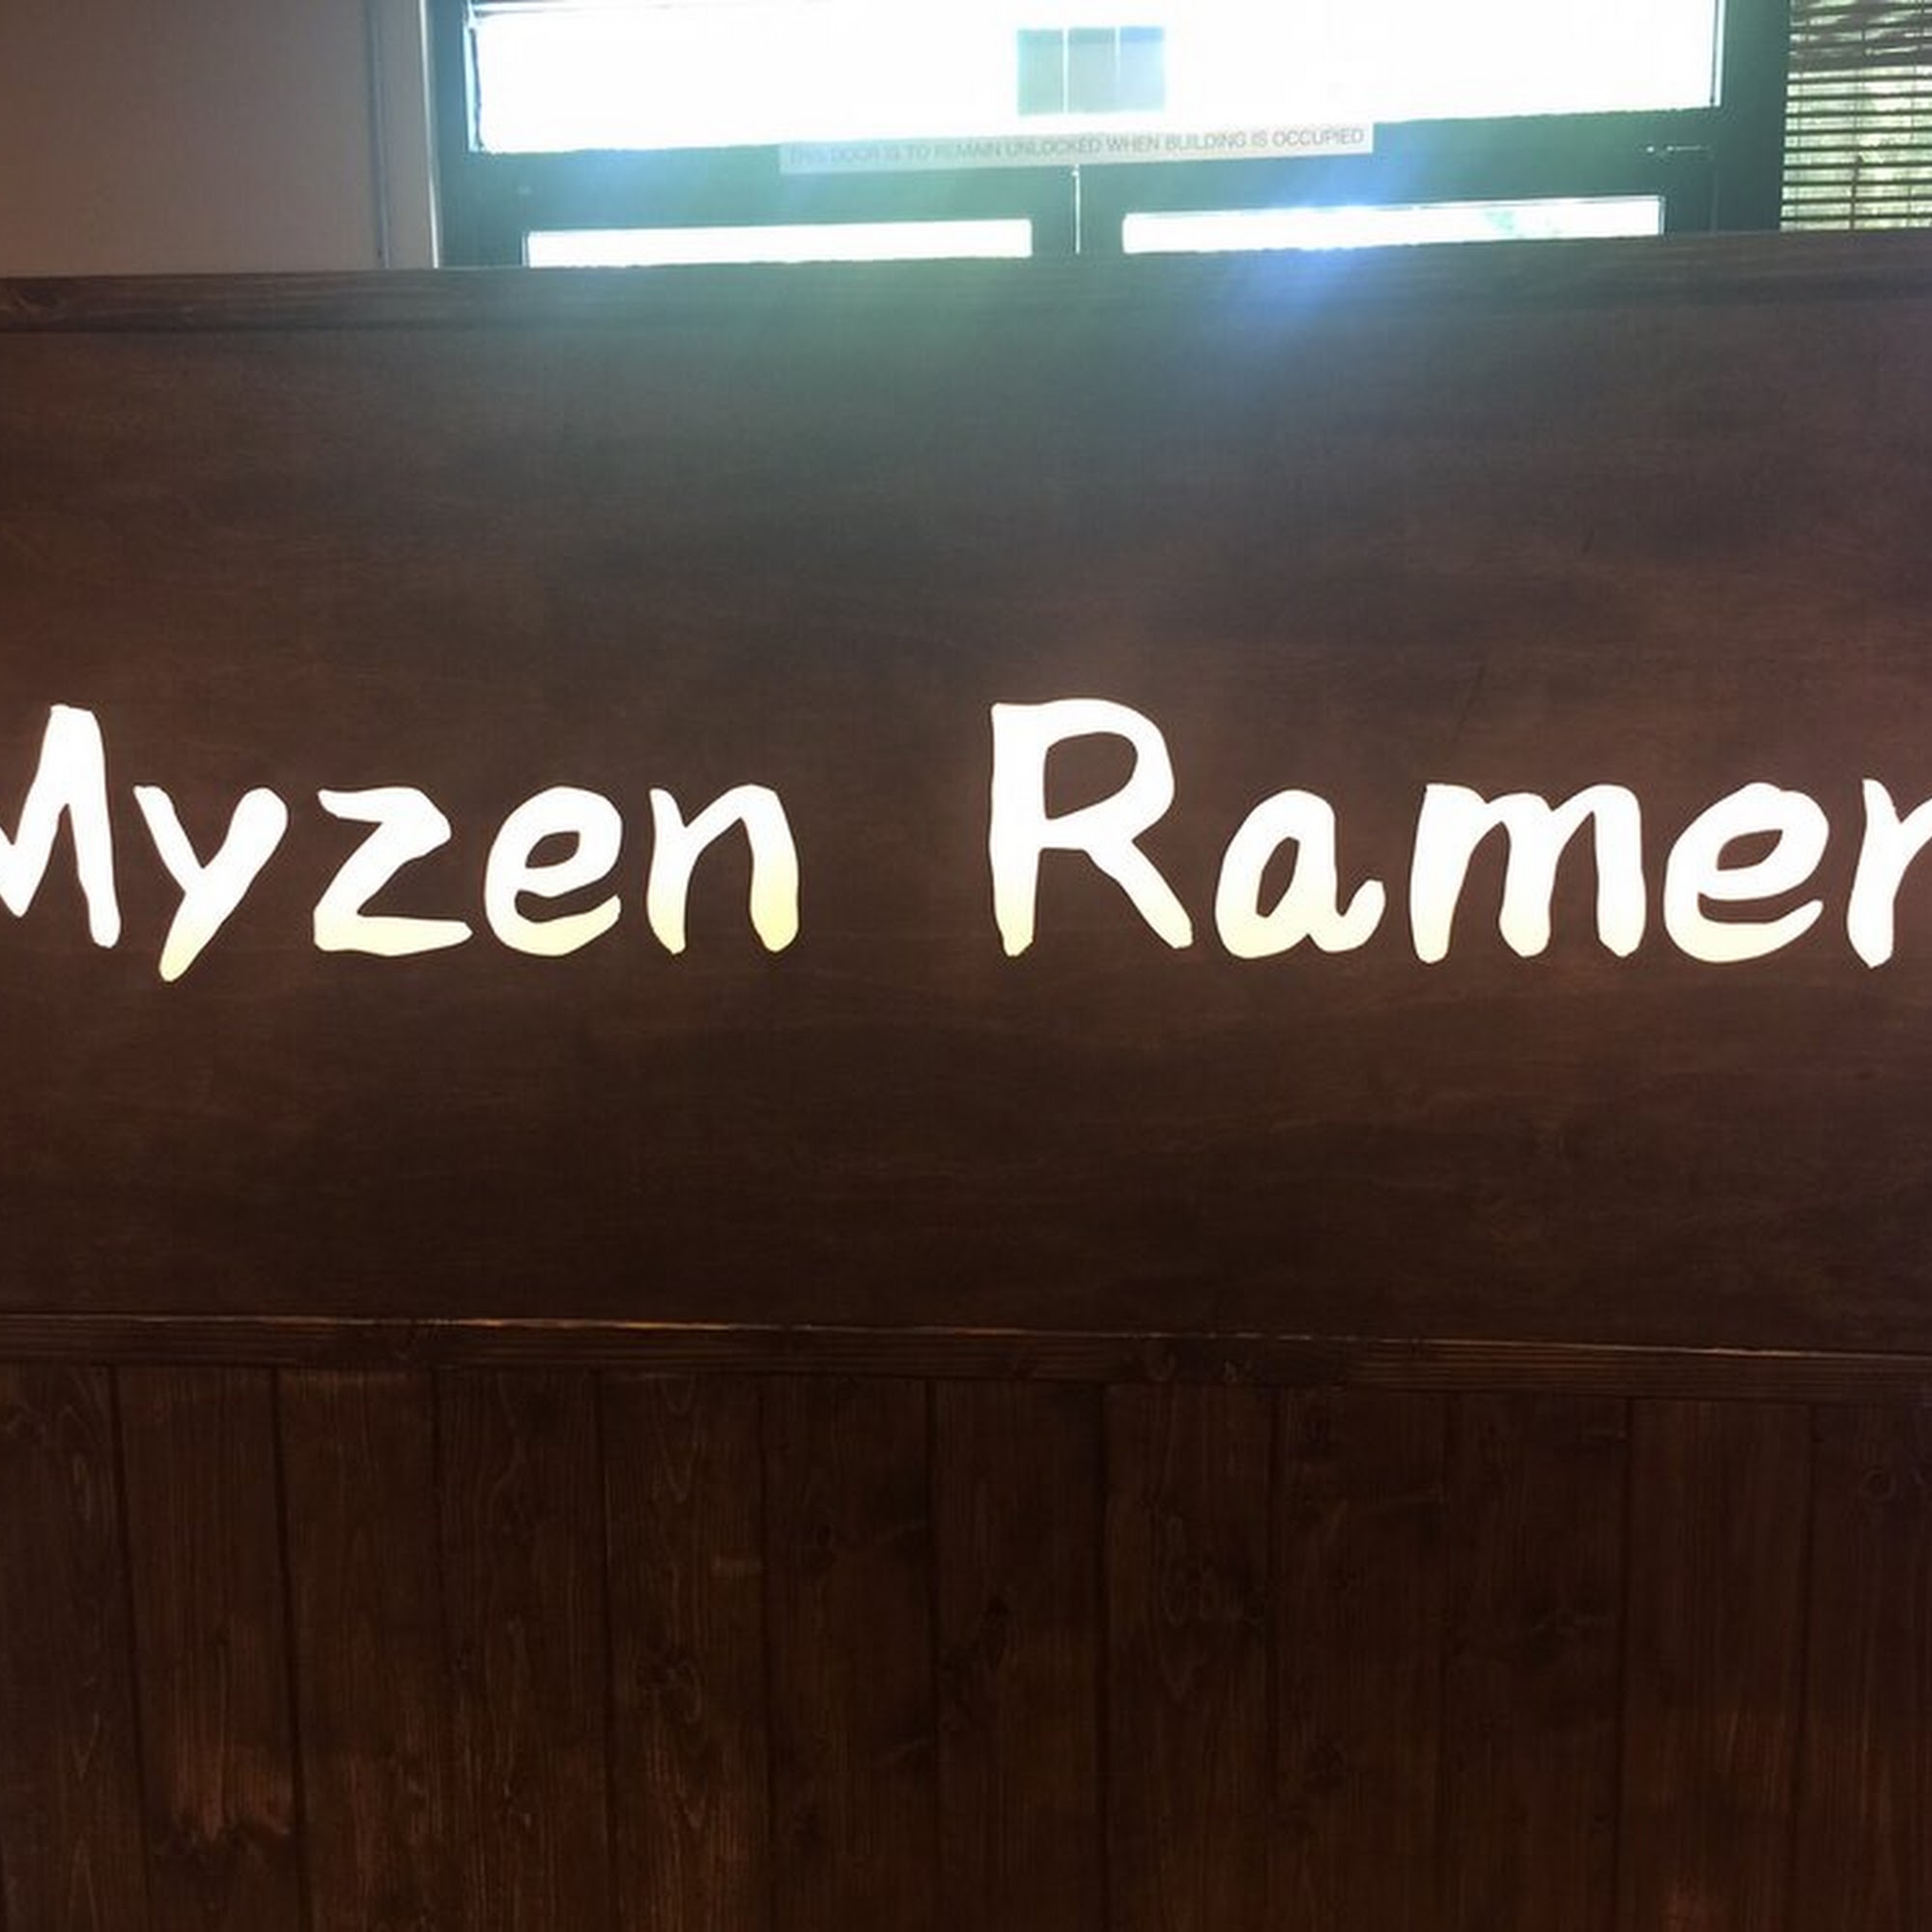 THIS DOOR IS TO REMAIN UNLOCKED WHEN BUILDING IS OCCUPIED
Myzen Ramen